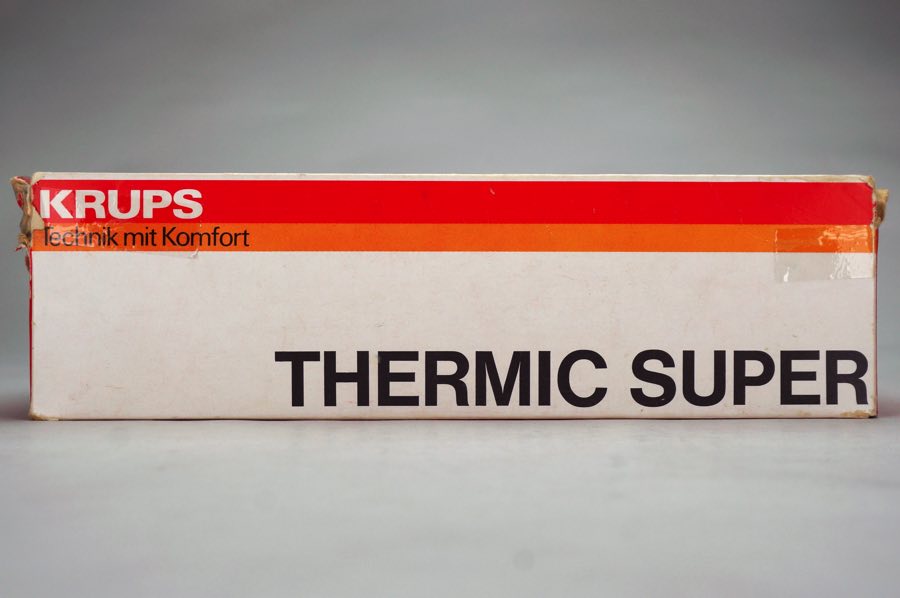 KRUPS
Technik mit Komfort
THERMIC SUPER